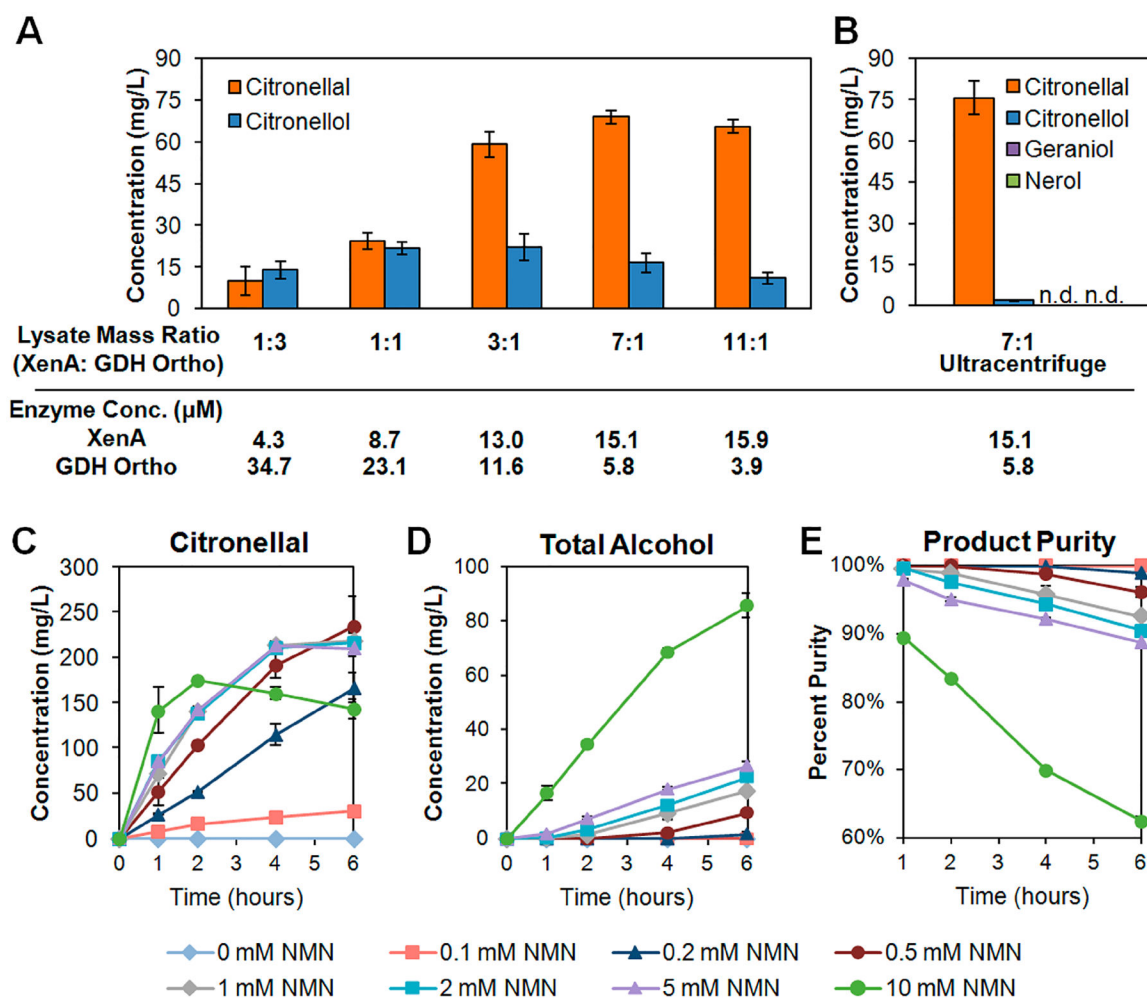 A
B
90
75
60
45
30
15
0
Concentration (mg/L)
Citronellal
Citronellol
90
75
60
45
30
15
0
Concentration (mg/L)
Citronellal
Citronellol
Geraniol
Nerol
n.d. n.d.
Lysate Mass Ratio
(XenA: GDH Ortho)
1:3 1:1 3:1 7:1 11:1
7:1
Ultracentrifuge
Enzyme Conc. (µM)
XenA 4.3 8.7 13.0 15.1 15.9 15.1
GDH Ortho 34.7 23.1 11.6 5.8 3.9 5.8
C Citronellal
300
250
200
150
100
50
0
Concentration (mg/L)
0 1 2 3 4 5 6
Time (hours)
D Total Alcohol
100
80
60
40
20
0
Concentration (mg/L)
0 1 2 3 4 5 6
Time (hours)
E Product Purity
100%
90%
80%
70%
60%
Percent Purity
1 2 3 4 5 6
Time (hours)
0 mM NMN 0.1 mM NMN 0.2 mM NMN 0.5 mM NMN
1 mM NMN 2 mM NMN 5 mM NMN 10 mM NMN